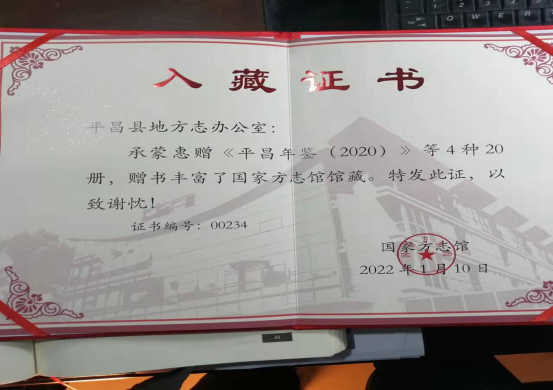 入藏证书
平昌县地方志办公室：
承蒙惠赠《平昌年鉴（2020）》等4种20
册，赠书丰富了国家方志馆馆藏。特发此证，以
致谢忱！
证书编号：00234
国家方志馆
2022年1月10日